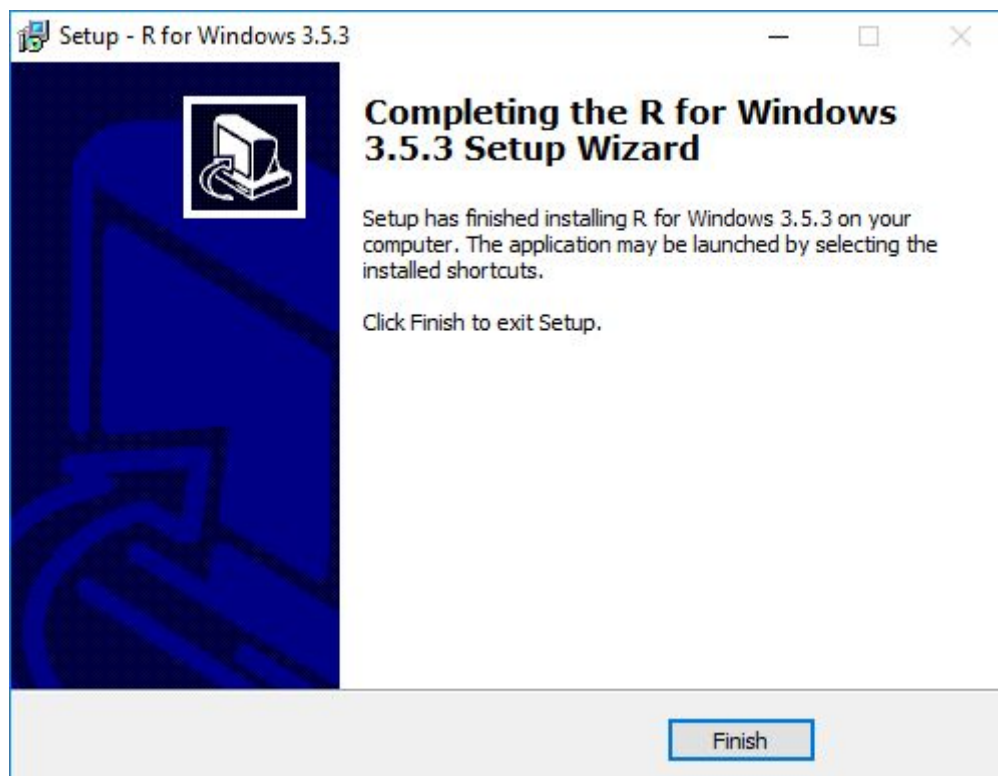 Setup - R for Windows 3.5.3
Completing the R for Windows
3.5.3 Setup Wizard
Setup has finished installing R for Windows 3.5.3 on your
computer. The application may be launched by selecting the
installed shortcuts.
Click Finish to exit Setup.
Finish